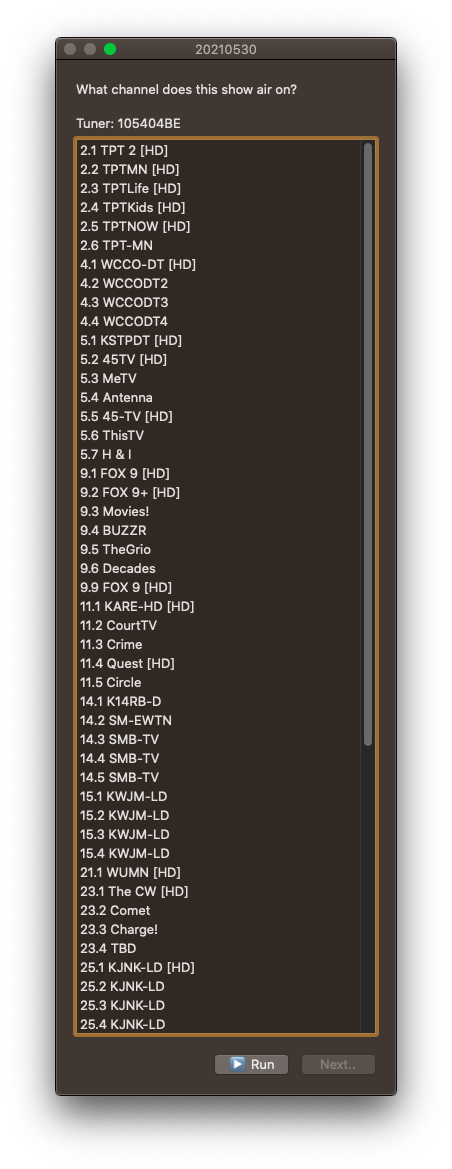 20210530
What channel does this show air on?
Tuner: 105404BE
2.1 TPT 2 [HD]
2.2 TPTMN [HD]
2.3 TPTLife [HD]
2.4 TPTKids [HD]
2.5 TPTNOW [HD]
2.6 TPT-MN
4.1 WCCO-DT [HD]
4.2 WCCODT2
4.3 WCCODT3
4.4 WCCODT4
5.1 KSTPDT [HD]
5.2 45TV [HD]
5.3 MeTV
5.4 Antenna
5.5 45-TV [HD]
5.6 ThisTV
5.7 H & I
9.1 FOX 9 [HD]
9.2 FOX 9+ [HD]
9.3 Movies!
9.4 BUZZR
9.5 TheGrio
9.6 Decades
9.9 FOX 9 [HD]
11.1 KARE-HD [HD]
11.2 CourtTV
11.3 Crime
11.4 Quest [HD]
11.5 Circle
14.1 K14RB-D
14.2 SM-EWTN
14.3 SMB-TV
14.4 SMB-TV
14.5 SMB-TV
15.1 KWJM-LD
15.2 KWJM-LD
15.3 KWJM-LD
15.4 KWJM-LD
21.1 WUMN [HD]
23.1 The CW [HD]
23.2 Comet
23.3 Charge!
23.4 TBD
25.1 KJNK-LD [HD]
25.2 KJNK-LD
25.3 KJNK-LD
25.4 KJNK-LD
Run
Next..